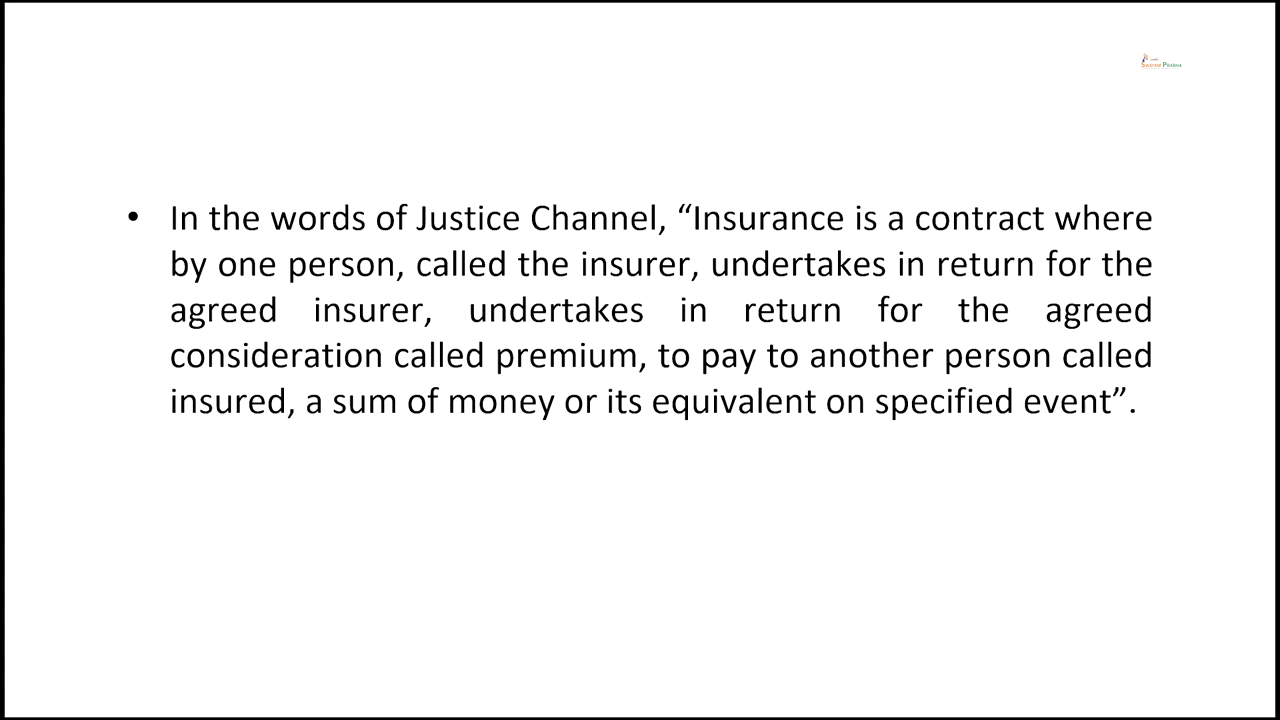 SWAYAM PRABHA
• In the words of Justice Channel, “Insurance is a contract where
by one person, called the insurer, undertakes in return for the
agreed insurer, undertakes in return for the agreed
consideration called premium, to pay to another person called
insured, a sum of money or its equivalent on specified event”.